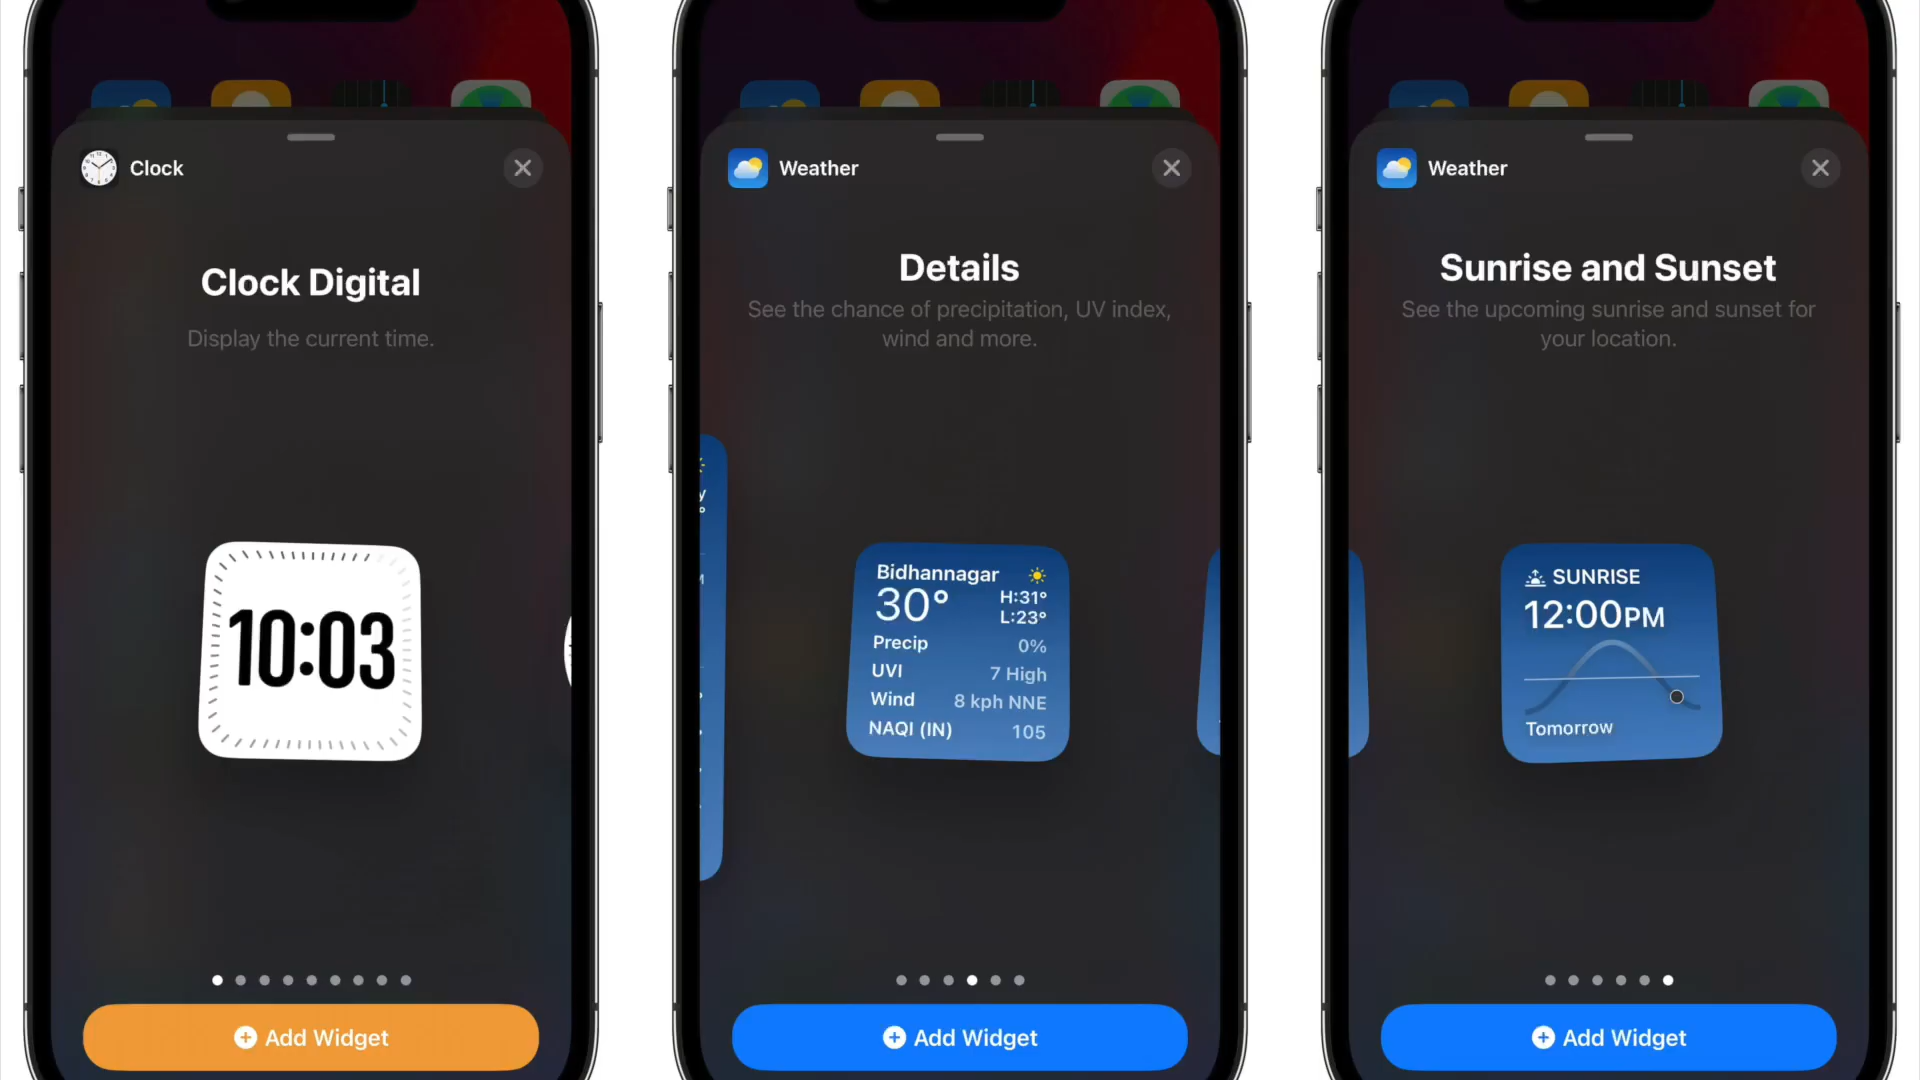 Clock
Clock Digital
Display the current time.
10:03
Add Widget
Weather
Details
See the chance of precipitation, UV index,
wind and more.
Bidhannagar
30°
H:31°
L:23°
Precip 0%
UVI 7 High
Wind 8 kph NNE
NAQI (IN) 105
Add Widget
Weather
Sunrise and Sunset
See the upcoming sunrise and sunset for
your location.
SUNRISE
12:00PM
Tomorrow
Add Widget